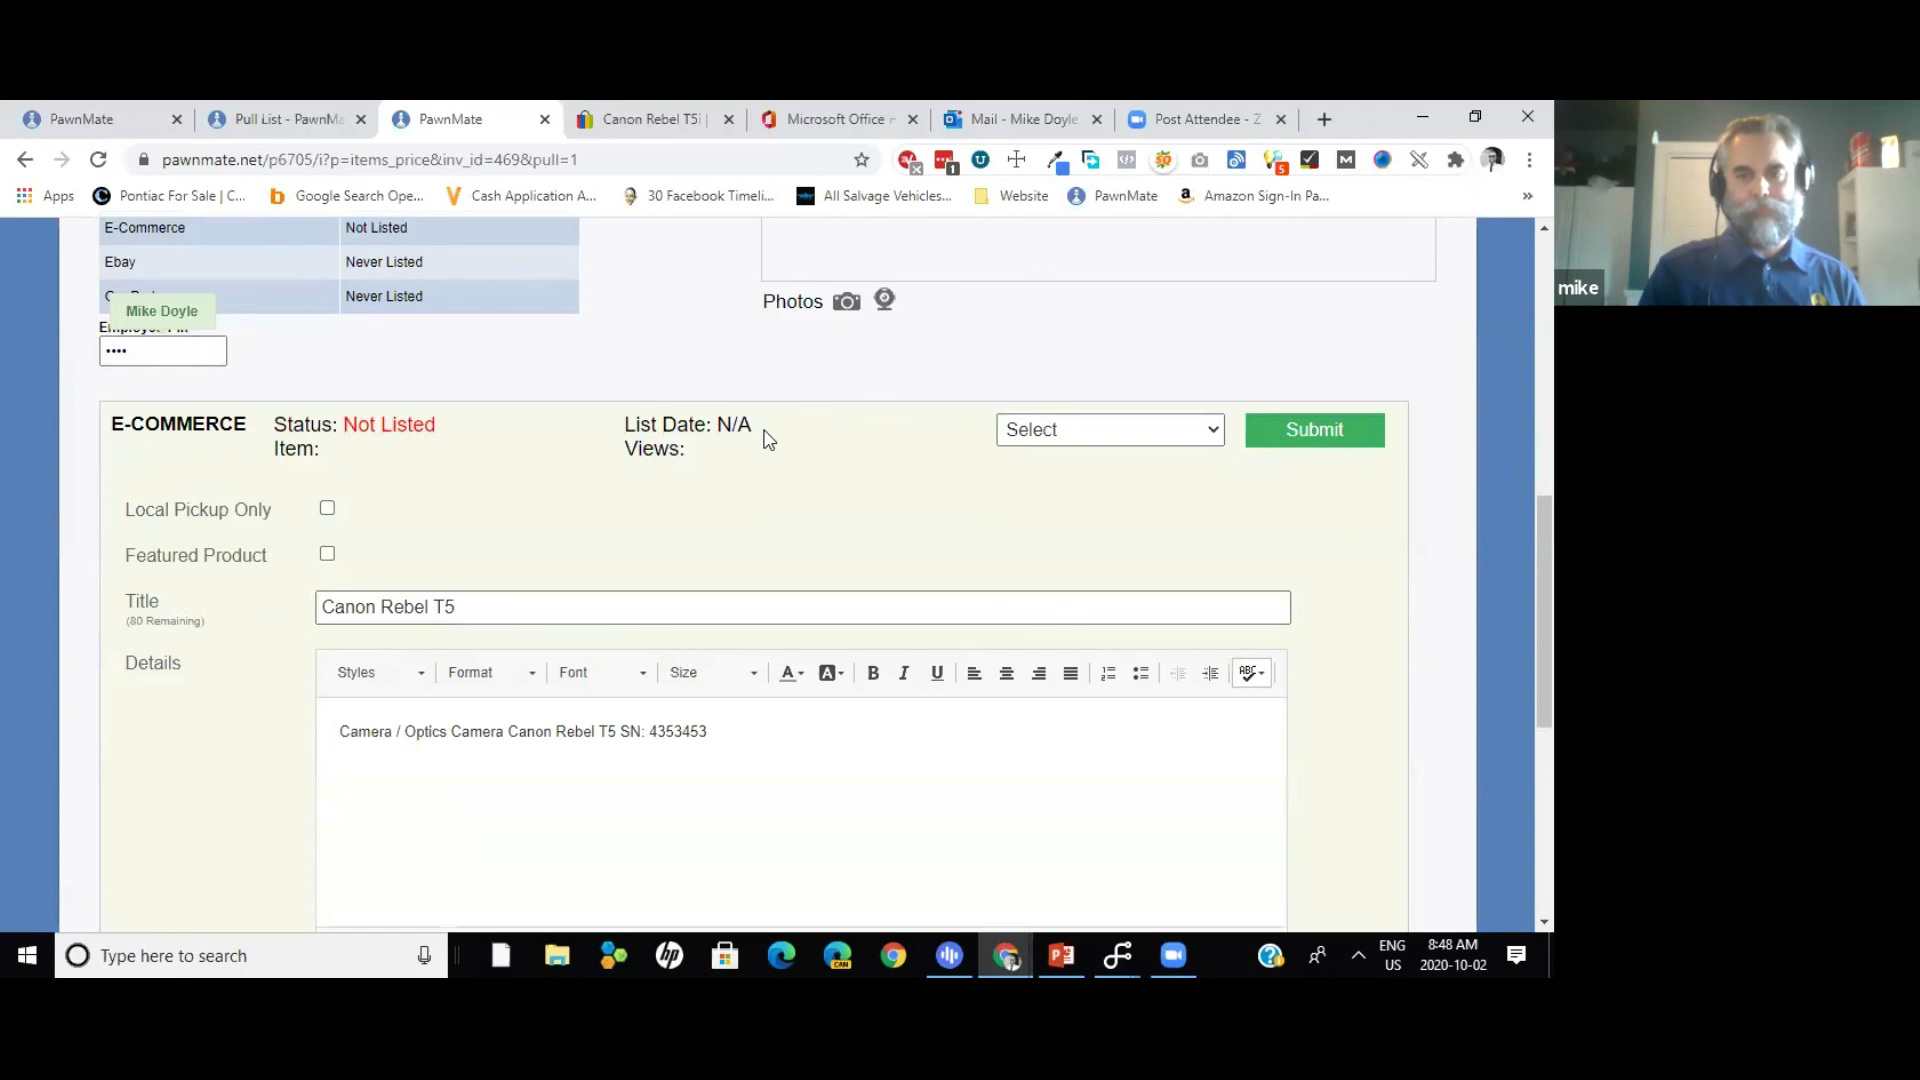 PawnMate
Pull List - PawnMa
PawnMate
Canon Rebel T5i |
Microsoft Office
Mail - Mike Doyle
Post Attendee - Z
pawnmate.net/p6705/i?p=items_price&inv_id=469&pull=1
1
5
Apps
Pontiac For Sale | C...
Google Search Ope...
Cash Application A...
30 Facebook Timeli...
All Salvage Vehicles...
Website
PawnMate
Amazon Sign-In Pa...
mike
E-Commerce Not Listed
Ebay Never Listed
Never Listed
Mike Doyle
Photos
E-COMMERCE
Status: Not Listed
Item:
List Date: N/A
Views:
Select
Submit
Local Pickup Only
Featured Product
Title
(80 Remaining)
Canon Rebel T5
Details
Styles Format Font Size
A A B I U ABC
Camera / Optics Camera Canon Rebel T5 SN: 4353453
Type here to search
ENG
US
8:48 AM
2020-10-02